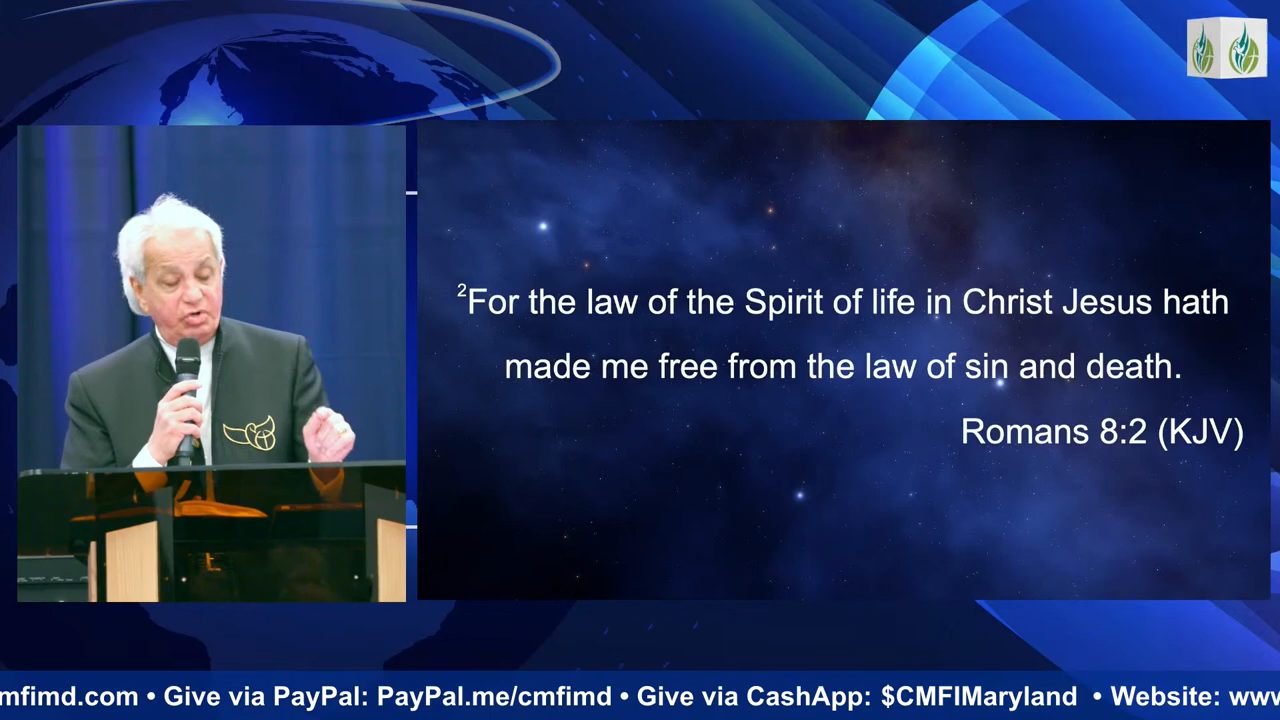 ²For the law of the Spirit of life in Christ Jesus hath
made me free from the law of sin and death.
Romans 8:2 (KJV)
mfimd.com • Give via PayPal: PayPal.me/cmfimd • Give via CashApp: $CMFIMaryland • Website: www